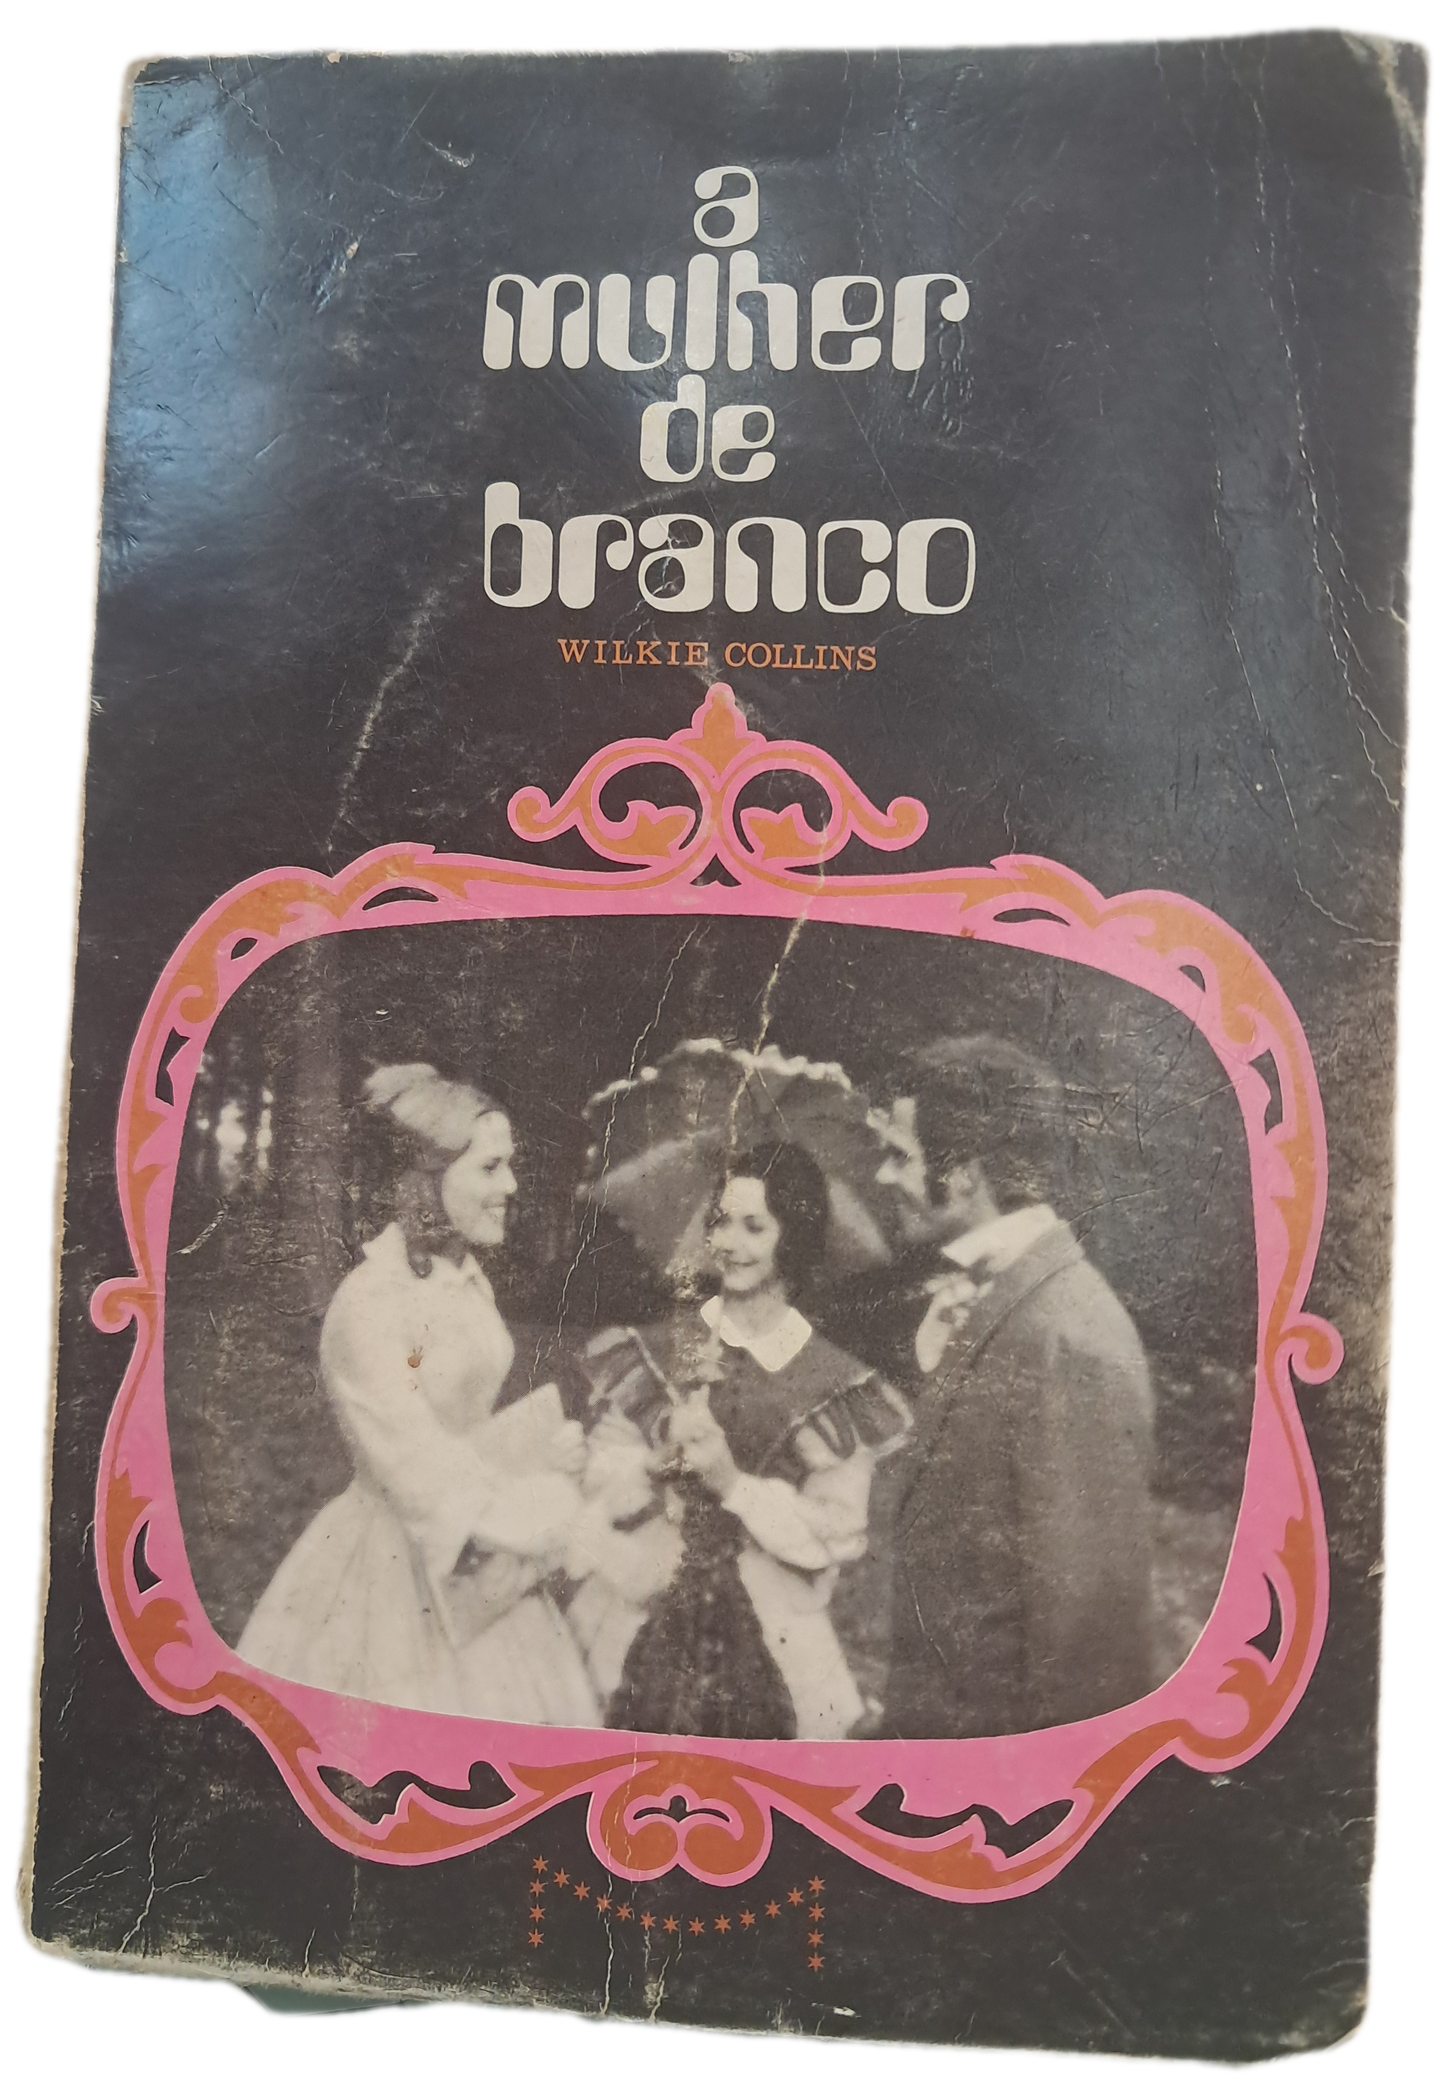 a
mulher
de
branco
WILKIE COLLINS
M